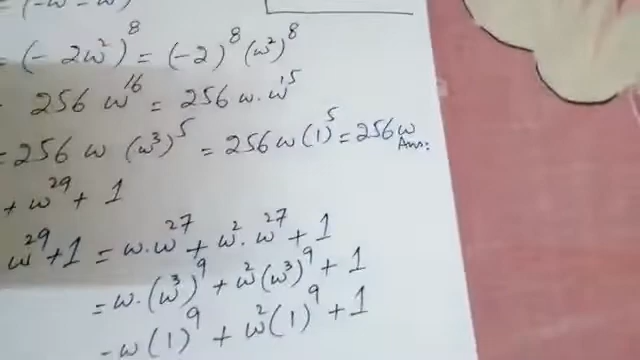 = (-2ω²)⁸ = (-2)⁸ (ω²)⁸
256 ω¹⁶ = 256 ω · ω¹⁵
= 256 ω (ω³)⁵ = 256 ω (1)⁵ = 256 ω Ans:
+ ω²⁹ + 1
ω²⁹ + 1 = ω · ω²⁷ + ω² · ω²⁷ + 1
= ω · (ω³)⁹ + ω² (ω³)⁹ + 1
= ω (1)⁹ + ω² (1)⁹ + 1